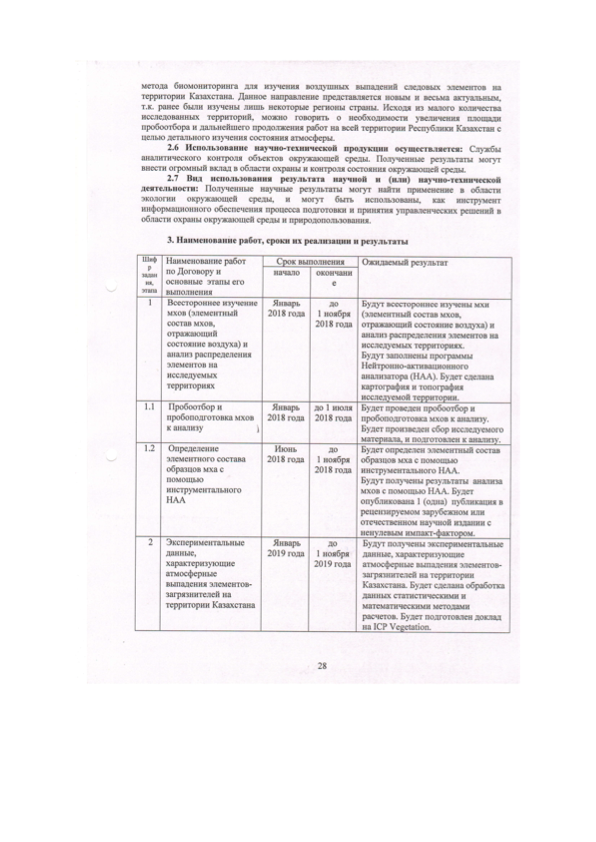 метода биомониторинга для изучения воздушных выпадений следовых элементов на
территории Казахстана. Данное направление представляется новым и весьма актуальным,
т.к. ранее были изучены лишь некоторые регионы страны. Исходя из малого количества
исследованных территорий, можно говорить о необходимости увеличения площади
пробоотбора и дальнейшего продолжения работ на всей территории Республики Казахстан с
целью детального изучения состояния атмосферы.
2.6 Использование научно-технической продукции осуществляется: Службы
аналитического контроля объектов окружающей среды. Полученные результаты могут
внести огромный вклад в области охраны и контроля состояния окружающей среды.
2.7 Вид использования результата научной и (или) научно-технической
деятельности: Полученные научные результаты могут найти применение в области
экологии окружающей среды, и могут быть использованы, как инструмент
информационного обеспечения процесса подготовки и принятия управленческих решений в
области охраны окружающей среды и природопользования.
3. Наименование работ, сроки их реализации и результаты
Шиф
р
задан
ия,
этапа
Наименование работ
по Договору и
основные этапы его
выполнения
Срок выполнения
начало
окончани
е
Ожидаемый результат
1
Всестороннее изучение
мхов (элементный
состав мхов,
отражающий
состояние воздуха) и
анализ распределения
элементов на
исследуемых
территориях
Январь
2018 года
до
1 ноября
2018 года
Будут всесторонее изучены мхи
(элементный состав мхов,
отражающий состояние воздуха) и
анализ распределения элементов на
исследуемых территориях.
Будут заполнены программы
Нейтронно-активационного
анализатора (НАА). Будет сделана
картография и топография
исследуемой территории.
1.1
Пробоотбор и
пробоподготовка мхов
к анализу
Январь
2018 года
до 1 июля
2018 года
Будет проведен пробоотбор и
пробоподготовка мхов к анализу.
Будет произведен сбор исследуемого
материала, и подготовлен к анализу.
1.2
Определение
элементного состава
образцов мха с
помощью
инструментального
НАА
Июнь
2018 года
до
1 ноября
2018 года
Будет определен элементный состав
образцов мха с помощью
инструментального НАА.
Будут получены результаты анализа
мхов с помощью НАА. Будет
опубликована 1 (одна) публикация в
рецензируемом зарубежном или
отечественном научной издании с
ненулевым импакт-фактором.
2
Экспериментальные
данные,
характеризующие
атмосферные
выпадения элементов-
загрязнителей на
территории Казахстана
Январь
2019 года
до
1 ноября
2019 года
Будут получены экспериментальные
данные, характеризующие
атмосферные выпадения элементов-
загрязнителей на территории
Казахстана. Будет сделана обработка
данных статистическими и
математическими методами
расчетов. Будет подготовлен доклад
на ICP Vegetation.
28